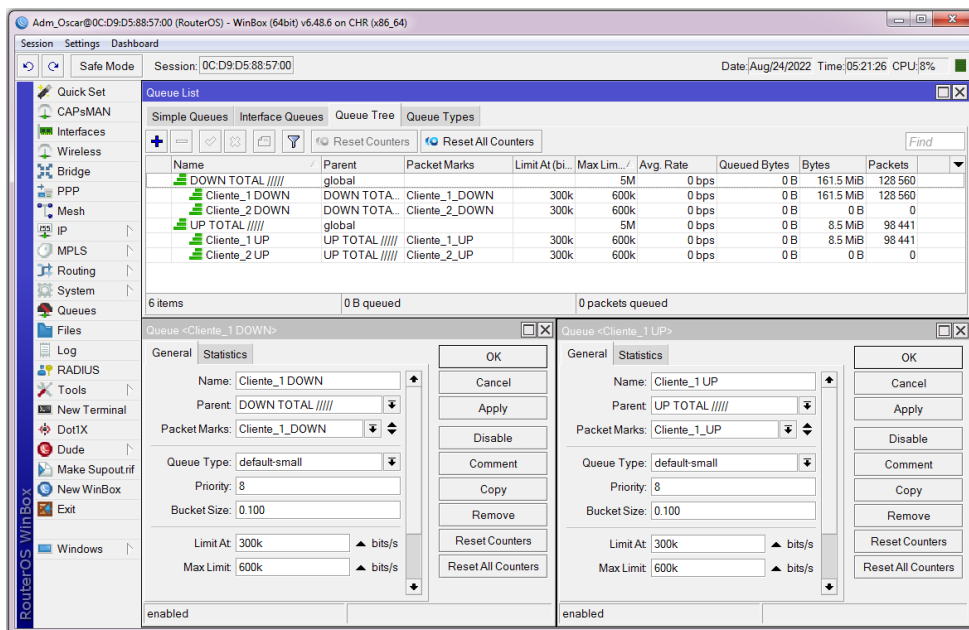 Adm_Oscar@0C:D9:D5:88:57:00 (RouterOS) - WinBox (64bit) v6.48.6 on CHR (x86_64)
Session Settings Dashboard
Safe Mode Session: 0C:D9:D5:88:57:00 Date: Aug/24/2022 Time: 05:21:26 CPU: 8%
RouterOS WinBox
Quick Set
CAPsMAN
Interfaces
Wireless
Bridge
PPP
Mesh
IP
MPLS
Routing
System
Queues
Files
Log
RADIUS
Tools
New Terminal
Dot1X
Dude
Make Supout.rif
New WinBox
Exit
Windows
Queue List
Simple Queues Interface Queues Queue Tree Queue Types
Reset Counters Reset All Counters Find
Name Parent Packet Marks Limit At (bi... Max Lim... Avg. Rate Queued Bytes Bytes Packets
DOWN TOTAL ///// global 5M 0 bps 0 B 161.5 MiB 128 560
Cliente_1 DOWN DOWN TOTA... Cliente_1_DOWN 300k 600k 0 bps 0 B 161.5 MiB 128 560
Cliente_2 DOWN DOWN TOTA... Cliente_2_DOWN 300k 600k 0 bps 0 B 0 B 0
UP TOTAL ///// global 5M 0 bps 0 B 8.5 MiB 98 441
Cliente_1 UP UP TOTAL ///// Cliente_1_UP 300k 600k 0 bps 0 B 8.5 MiB 98 441
Cliente_2 UP UP TOTAL ///// Cliente_2_UP 300k 600k 0 bps 0 B 0 B 0
6 items 0 B queued 0 packets queued
Queue <Cliente_1 DOWN>
General Statistics
Name: Cliente_1 DOWN
Parent: DOWN TOTAL /////
Packet Marks: Cliente_1_DOWN
Queue Type: default-small
Priority: 8
Bucket Size: 0.100
Limit At: 300k bits/s
Max Limit: 600k bits/s
OK
Cancel
Apply
Disable
Comment
Copy
Remove
Reset Counters
Reset All Counters
enabled
Queue <Cliente_1 UP>
General Statistics
Name: Cliente_1 UP
Parent: UP TOTAL /////
Packet Marks: Cliente_1_UP
Queue Type: default-small
Priority: 8
Bucket Size: 0.100
Limit At: 300k bits/s
Max Limit: 600k bits/s
OK
Cancel
Apply
Disable
Comment
Copy
Remove
Reset Counters
Reset All Counters
enabled